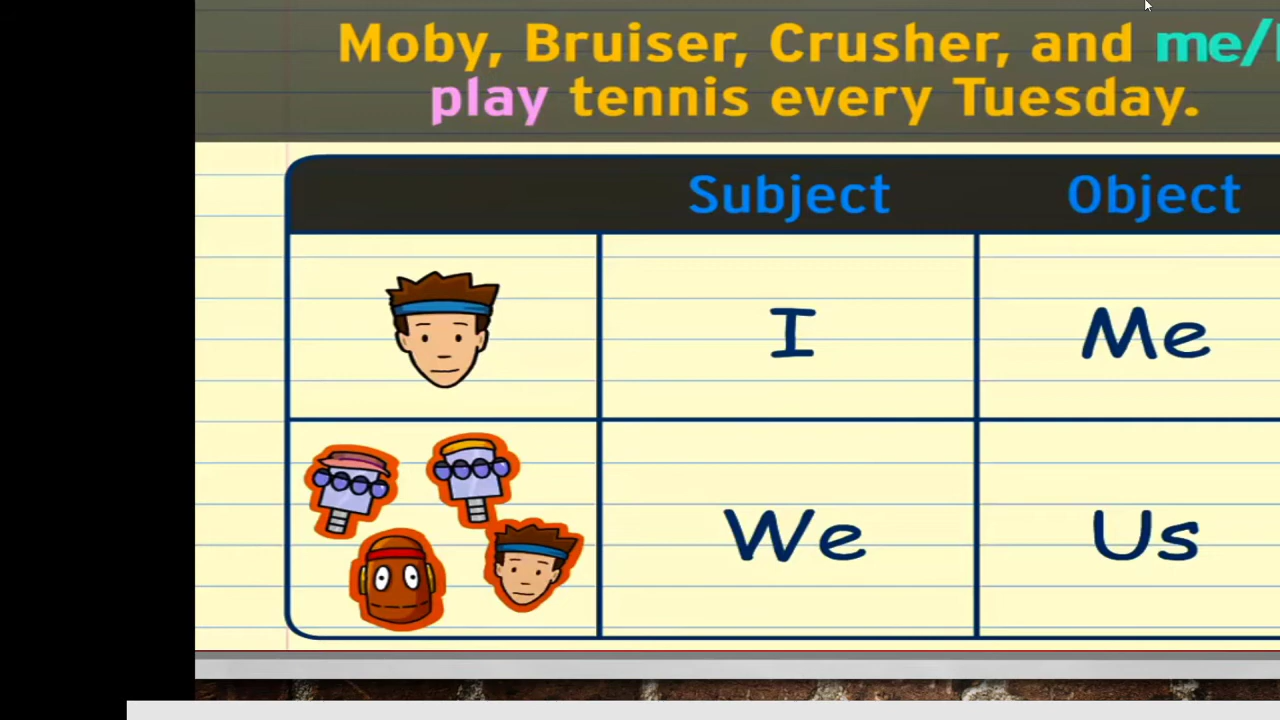 Moby, Bruiser, Crusher, and me/
play tennis every Tuesday.
Subject Object
I Me
We Us